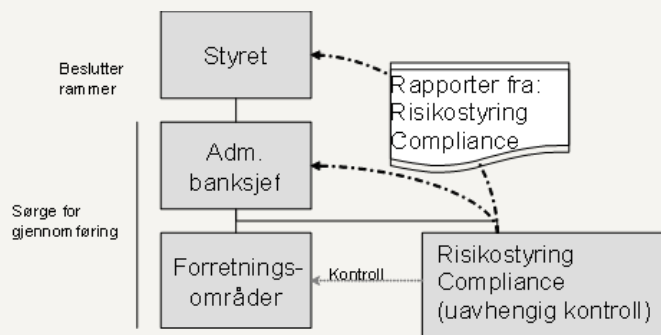 Styret
Beslutter
rammer
Rapporter fra:
Risikostyring
Compliance
Adm.
banksjef
Sørge for
gjennomføring
Forretnings-
områder
Kontroll
Risikostyring
Compliance
(uavhengig kontroll)